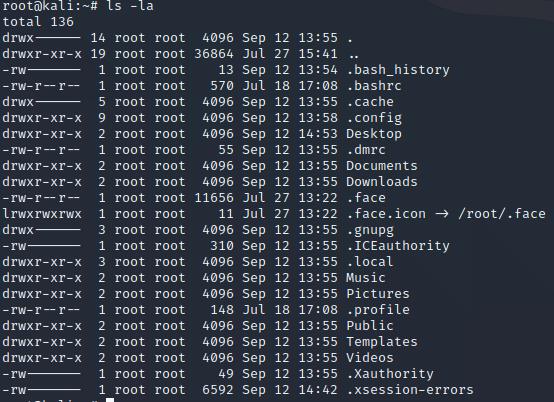 root@kali:~# ls -la
total 136
drwx------ 14 root root  4096 Sep 12 13:55 .
drwxr-xr-x 19 root root 36864 Jul 27 15:41 ..
-rw-------  1 root root    13 Sep 12 13:54 .bash_history
-rw-r--r--  1 root root   570 Jul 18 17:08 .bashrc
drwx------  5 root root  4096 Sep 12 13:55 .cache
drwxr-xr-x  9 root root  4096 Sep 12 13:58 .config
drwxr-xr-x  2 root root  4096 Sep 12 14:53 Desktop
-rw-r--r--  1 root root    55 Sep 12 13:55 .dmrc
drwxr-xr-x  2 root root  4096 Sep 12 13:55 Documents
drwxr-xr-x  2 root root  4096 Sep 12 13:55 Downloads
-rw-r--r--  1 root root 11656 Jul 27 13:22 .face
lrwxrwxrwx  1 root root    11 Jul 27 13:22 .face.icon -> /root/.face
drwx------  3 root root  4096 Sep 12 13:55 .gnupg
-rw-------  1 root root   310 Sep 12 13:55 .ICEauthority
drwxr-xr-x  3 root root  4096 Sep 12 13:55 .local
drwxr-xr-x  2 root root  4096 Sep 12 13:55 Music
drwxr-xr-x  2 root root  4096 Sep 12 13:55 Pictures
-rw-r--r--  1 root root   148 Jul 18 17:08 .profile
drwxr-xr-x  2 root root  4096 Sep 12 13:55 Public
drwxr-xr-x  2 root root  4096 Sep 12 13:55 Templates
drwxr-xr-x  2 root root  4096 Sep 12 13:55 Videos
-rw-------  1 root root    49 Sep 12 13:55 .Xauthority
-rw-------  1 root root  6592 Sep 12 14:42 .xsession-errors